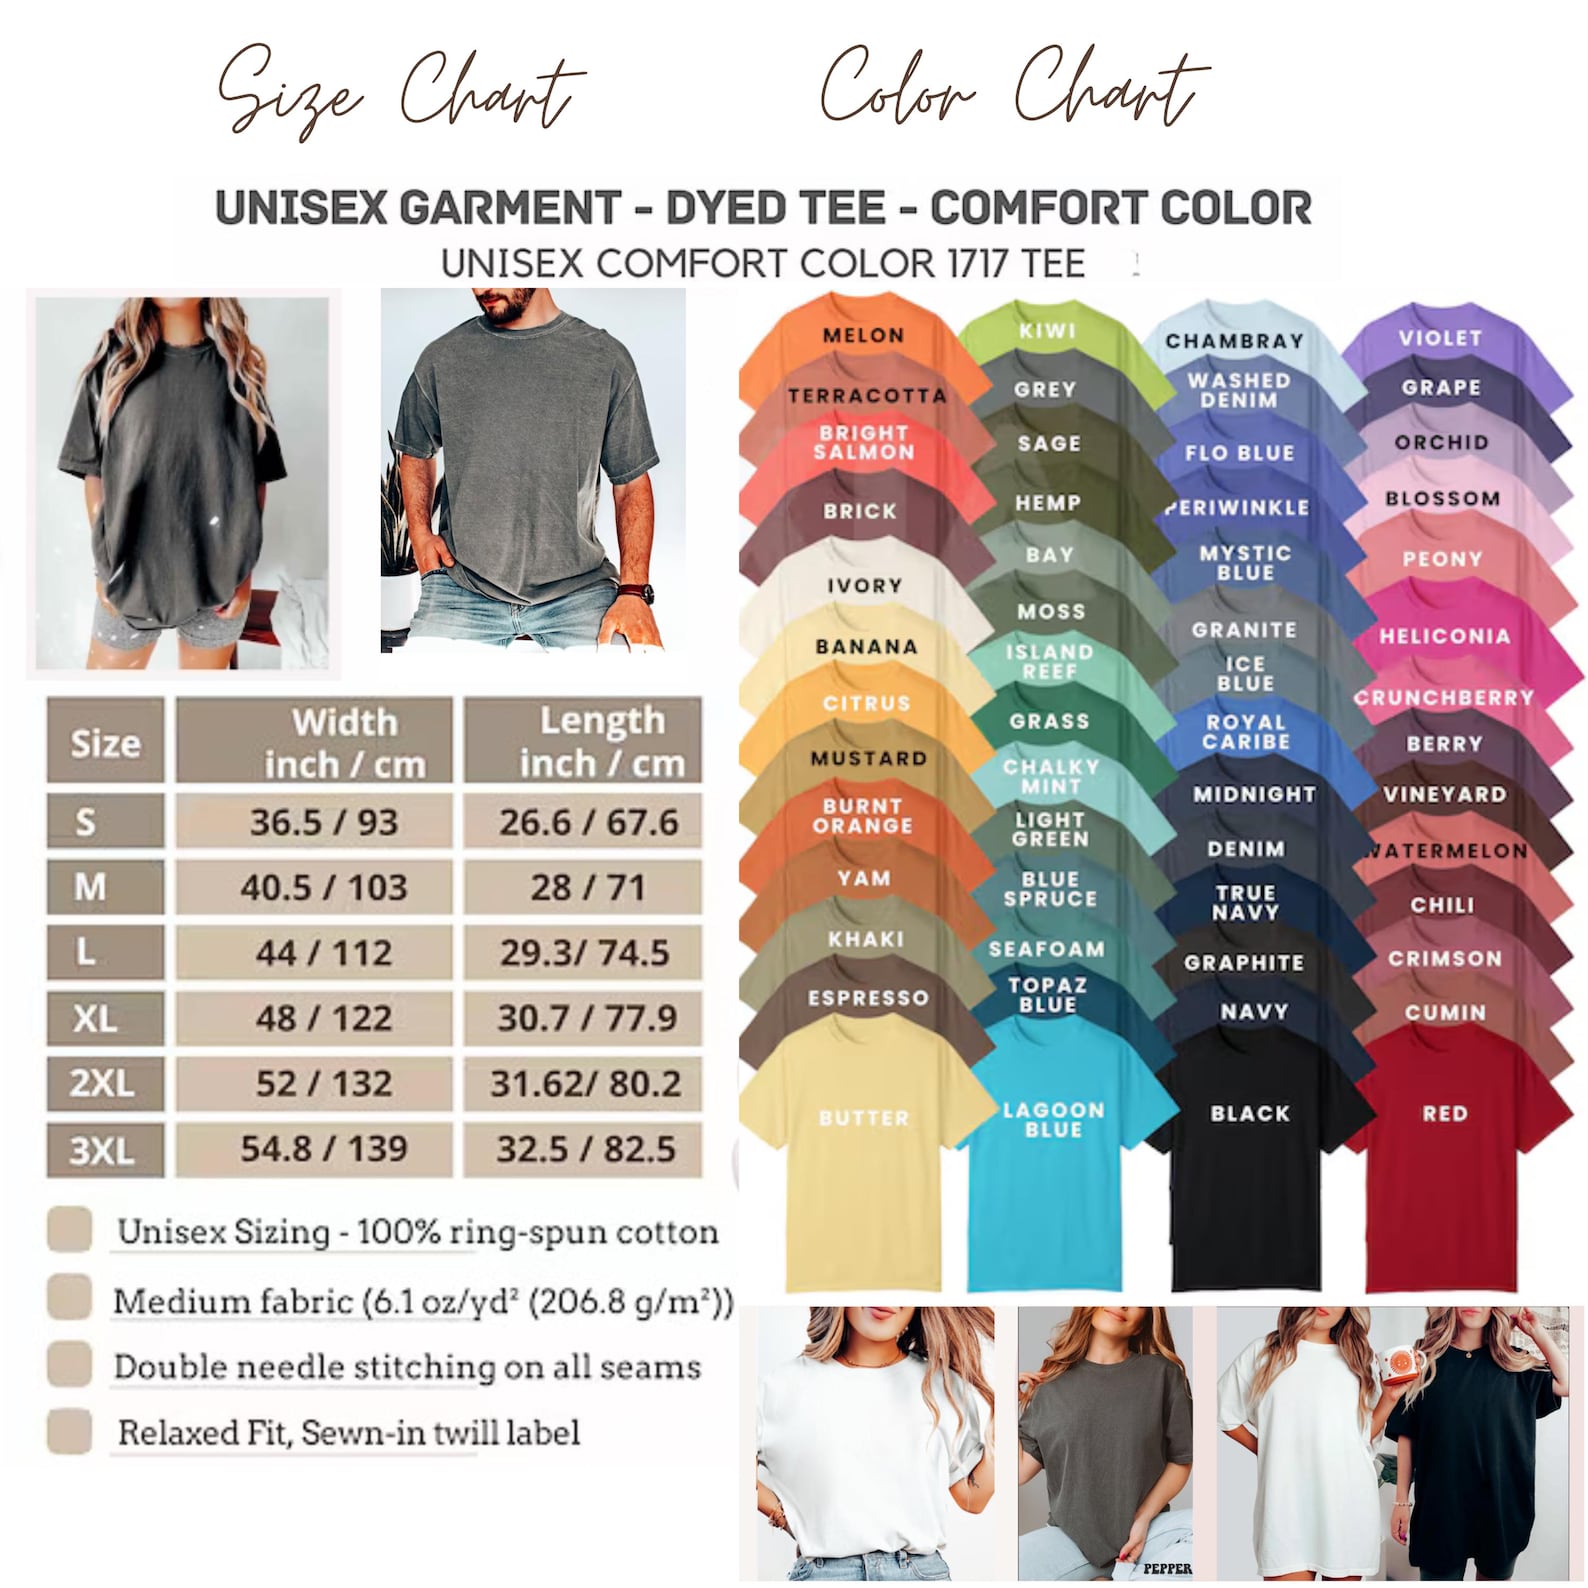 Size Chart
Color Chart
UNISEX GARMENT - DYED TEE - COMFORT COLOR
UNISEX COMFORT COLOR 1717 TEE
Size
Width
inch / cm
Length
inch / cm
S
36.5 / 93
26.6 / 67.6
M
40.5 / 103
28 / 71
L
44 / 112
29.3/ 74.5
XL
48 / 122
30.7 / 77.9
2XL
52 / 132
31.62/ 80.2
3XL
54.8 / 139
32.5 / 82.5
Unisex Sizing - 100% ring-spun cotton
Medium fabric (6.1 oz/yd² (206.8 g/m²))
Double needle stitching on all seams
Relaxed Fit, Sewn-in twill label
MELON
TERRACOTTA
BRIGHT
SALMON
BRICK
IVORY
BANANA
CITRUS
MUSTARD
BURNT
ORANGE
YAM
KHAKI
ESPRESSO
BUTTER
KIWI
GREY
SAGE
HEMP
BAY
MOSS
ISLAND
REEF
GRASS
CHALKY
MINT
LIGHT
GREEN
BLUE
SPRUCE
SEAFOAM
TOPAZ
BLUE
LAGOON
BLUE
CHAMBRAY
WASHED
DENIM
FLO BLUE
PERIWINKLE
MYSTIC
BLUE
GRANITE
ICE
BLUE
ROYAL
CARIBE
MIDNIGHT
DENIM
TRUE
NAVY
GRAPHITE
NAVY
BLACK
VIOLET
GRAPE
ORCHID
BLOSSOM
PEONY
HELICONIA
CRUNCHBERRY
BERRY
VINEYARD
WATERMELON
CHILI
CRIMSON
CUMIN
RED
PEPPER